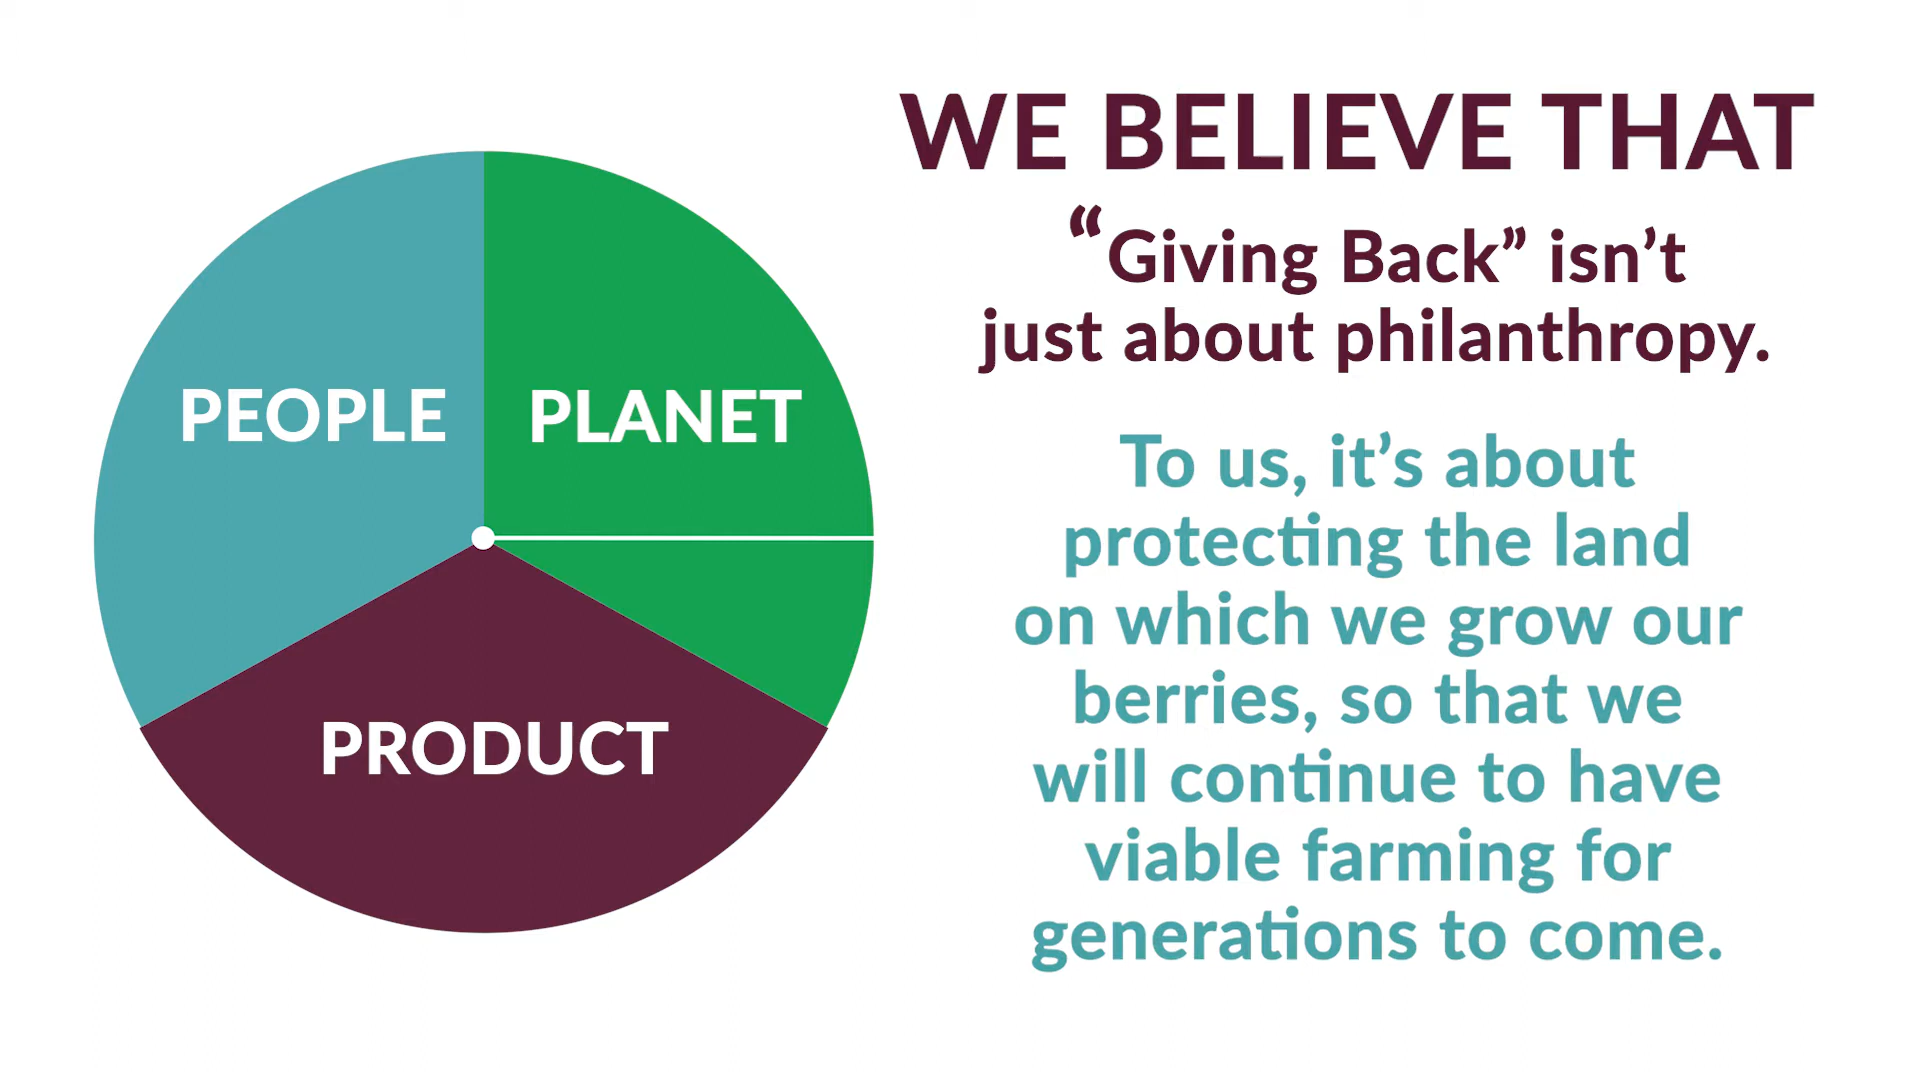 PEOPLE
PLANET
PRODUCT
WE BELIEVE THAT
“Giving Back” isn’t
just about philanthropy.
To us, it’s about
protecting the land
on which we grow our
berries, so that we
will continue to have
viable farming for
generations to come.